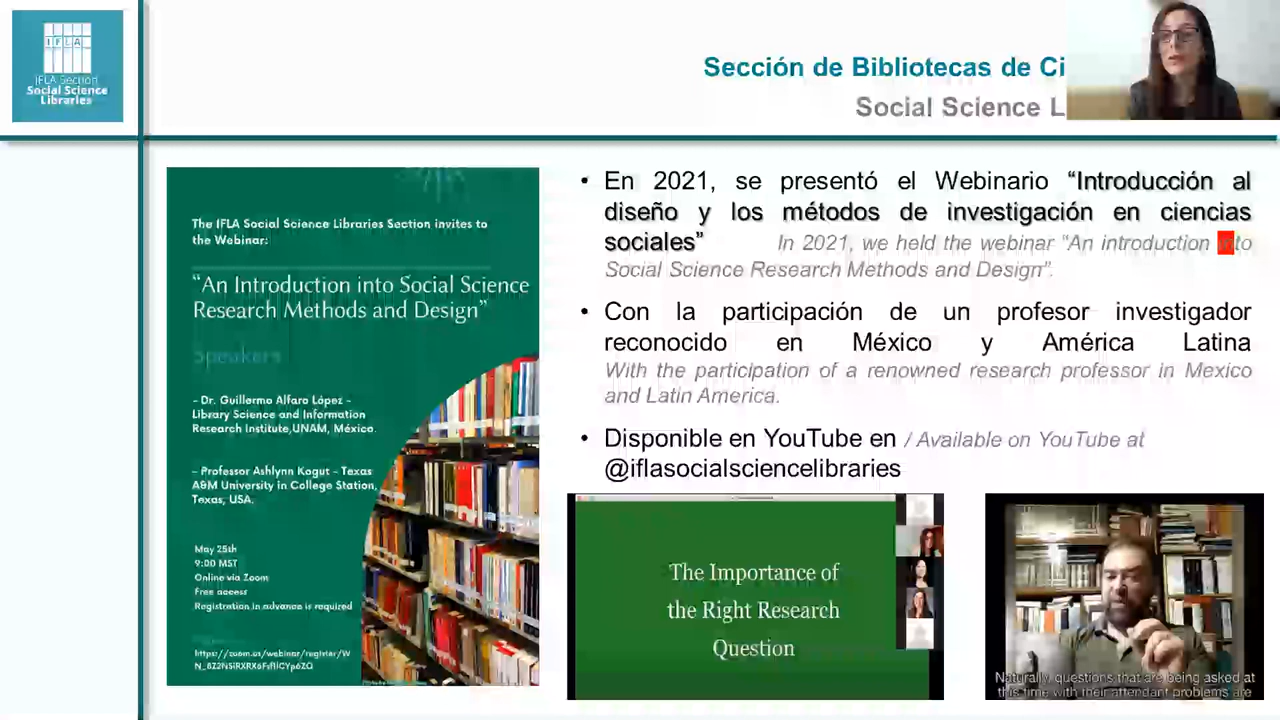 IFLA
IFLA Section
Social Science
Libraries
Sección de Bibliotecas de Ci
Social Science L
The IFLA Social Science Libraries Section invites to
the Webinar:
“An Introduction into Social Science
Research Methods and Design”
Speakers
– Dr. Guillermo Alfaro López –
Library Science and Information
Research Institute,UNAM, México.
– Professor Ashlynn Kogut – Texas
A&M University in College Station,
Texas, USA.
May 25th
9:00 MST
Online via Zoom
Free access
Registration in advance is required
https://zoom.us/webinar/register/W
• En 2021, se presentó el Webinario “Introducción al
diseño y los métodos de investigación en ciencias
sociales” In 2021, we held the webinar “An introduction into
Social Science Research Methods and Design”.
• Con la participación de un profesor investigador
reconocido en México y América Latina
With the participation of a renowned research professor in Mexico
and Latin America.
• Disponible en YouTube en / Available on YouTube at
@iflasocialsciencelibraries
The Importance of
the Right Research
Question
Naturally, questions that are being asked at
this time with their attendant problems are